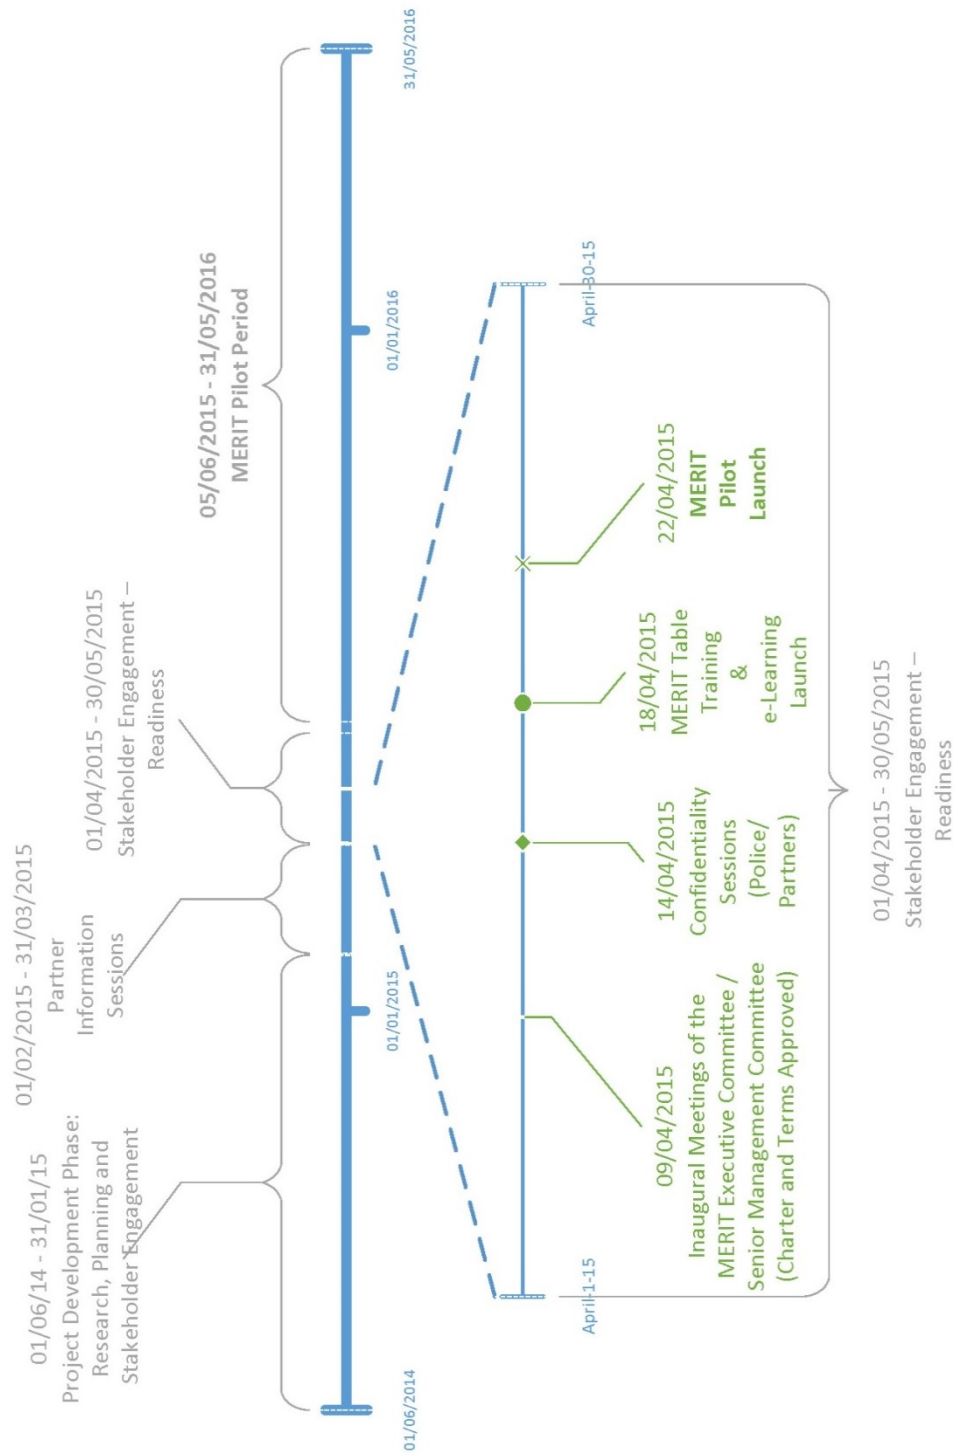 01/06/14 - 31/01/15
Project Development Phase:
Research, Planning and
Stakeholder Engagement
01/02/2015 - 31/03/2015
Partner
Information
Sessions
01/04/2015 - 30/05/2015
Stakeholder Engagement –
Readiness
05/06/2015 - 31/05/2016
MERIT Pilot Period
01/06/2014
01/01/2015
01/01/2016
31/05/2016
April-1-15
April-30-15
09/04/2015
Inaugural Meetings of the
MERIT Executive Committee /
Senior Management Committee
(Charter and Terms Approved)
14/04/2015
Confidentiality
Sessions
(Police/
Partners)
18/04/2015
MERIT Table
Training
&
e-Learning
Launch
22/04/2015
MERIT
Pilot
Launch
01/04/2015 - 30/05/2015
Stakeholder Engagement –
Readiness